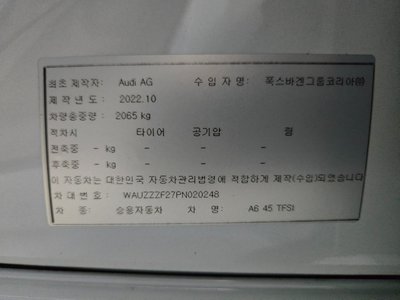 최초 제작자: Audi AG 수 입 자 명: 폭스바겐그룹코리아㈜
제 작 년 도 : 2022.10
차량총중량 : 2065 kg
적차시 타이어 공기압 림
전축중 - kg - - -
후축중 - kg - - -
이 자동차는 대한민국 자동차관리법령에 적합하게 제작(수입)되었습니다
차 대 번 호 : WAUZZZF27PN020248
차 종 : 승용자동차 차 명: A6 45 TFSI